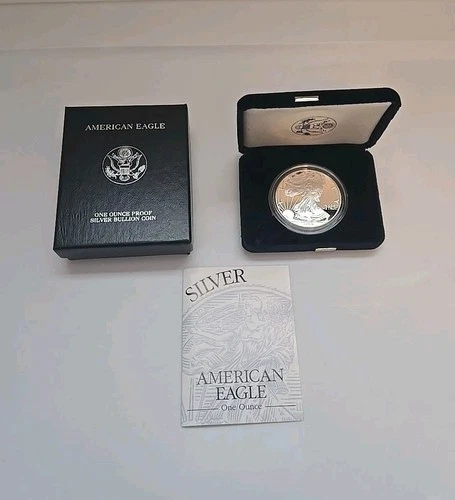 AMERICAN EAGLE
ONE OUNCE PROOF
SILVER BULLION COIN
SILVER
AMERICAN
EAGLE
One Ounce